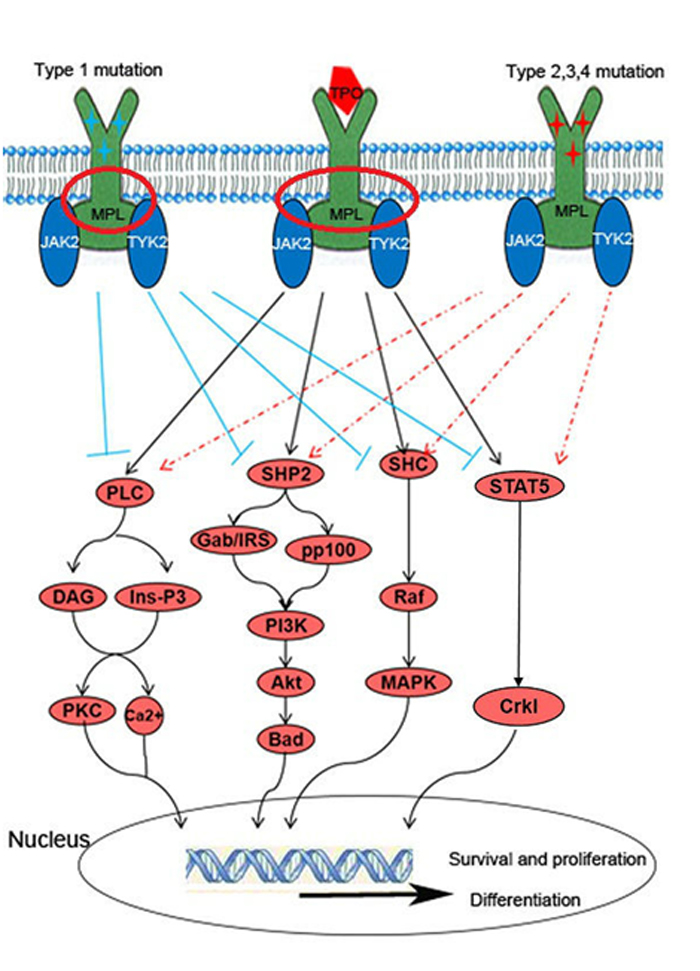 Type 1 mutation
TPO
Type 2,3,4 mutation
MPL
MPL
MPL
JAK2
TYK2
JAK2
TYK2
JAK2
TYK2
PLC
SHP2
SHC
STAT5
Gab/IRS
pp100
DAG
Ins-P3
Raf
PI3K
PKC
Ca2+
Akt
MAPK
Crkl
Bad
Nucleus
Survival and proliferation
Differentiation